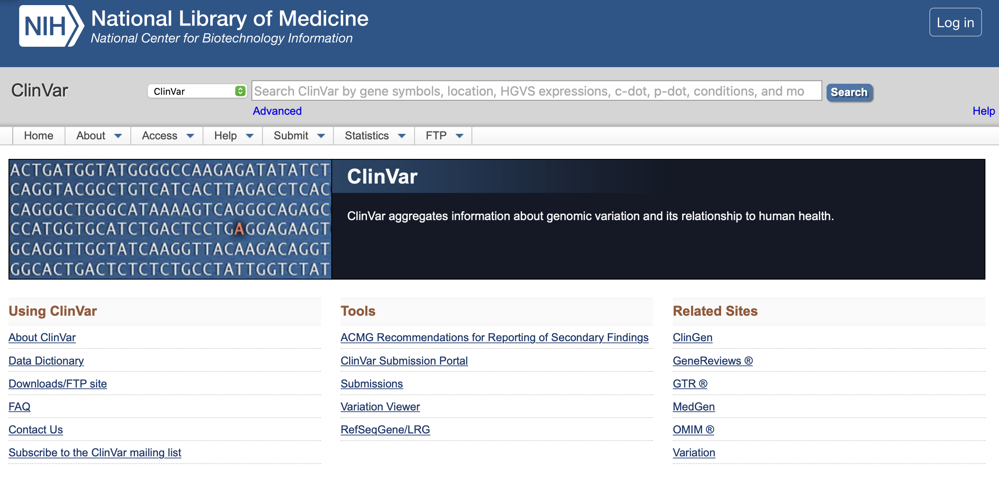 NIH National Library of Medicine
National Center for Biotechnology Information
Log in
ClinVar
ClinVar
Search ClinVar by gene symbols, location, HGVS expressions, c-dot, p-dot, conditions, and mo
Search
Advanced
Help
Home About Access Help Submit Statistics FTP
ACTGATGGTATGGGGCCAAGAGATATATCT
CAGGTACGGCTGTCATCACTTAGACCTCAC
CAGGGCTGGGCATAAAAGTCAGGGCAGAGC
CCATGGTGCATCTGACTCCTGAGGAGAAGT
GCAGGTTGGTATCAAGGTTACAAGACAGGT
GGCACTGACTCTCTCTGCCTATTGGTCTAT
ClinVar
ClinVar aggregates information about genomic variation and its relationship to human health.
Using ClinVar
About ClinVar
Data Dictionary
Downloads/FTP site
FAQ
Contact Us
Subscribe to the ClinVar mailing list
Tools
ACMG Recommendations for Reporting of Secondary Findings
ClinVar Submission Portal
Submissions
Variation Viewer
RefSeqGene/LRG
Related Sites
ClinGen
GeneReviews ®
GTR ®
MedGen
OMIM ®
Variation